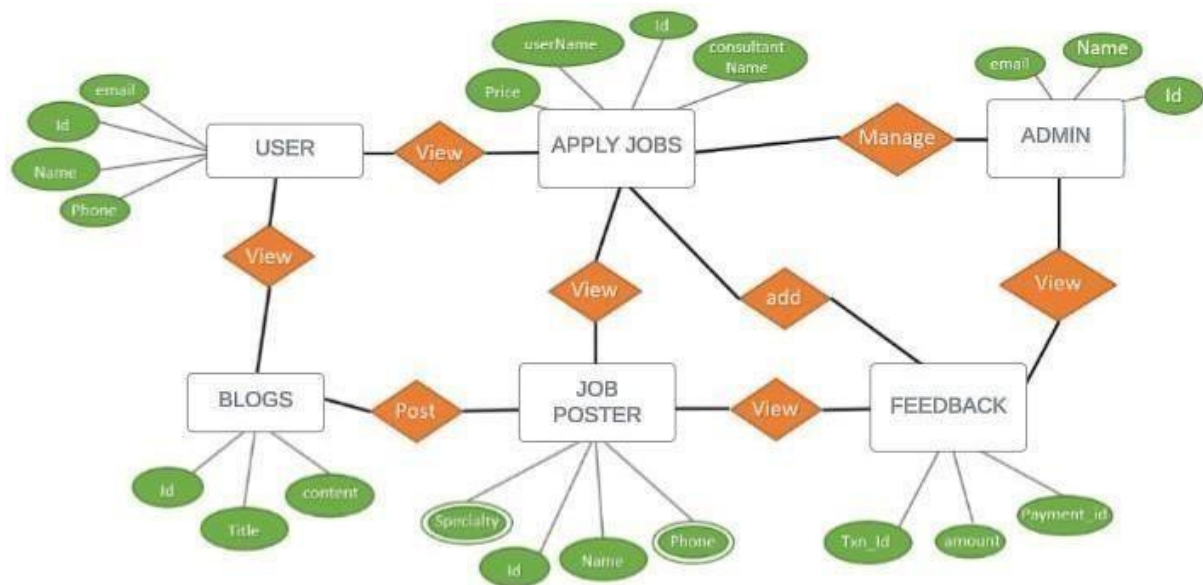 Id
userName
consultant
Name
Name
email
Price
Id
email
Id
USER
View
APPLY JOBS
Manage
ADMIN
Name
Phone
View
View
add
View
BLOGS
Post
JOB
POSTER
View
FEEDBACK
Id
content
Title
Specialty
Id
Name
Phone
Txn_Id
amount
Payment_id